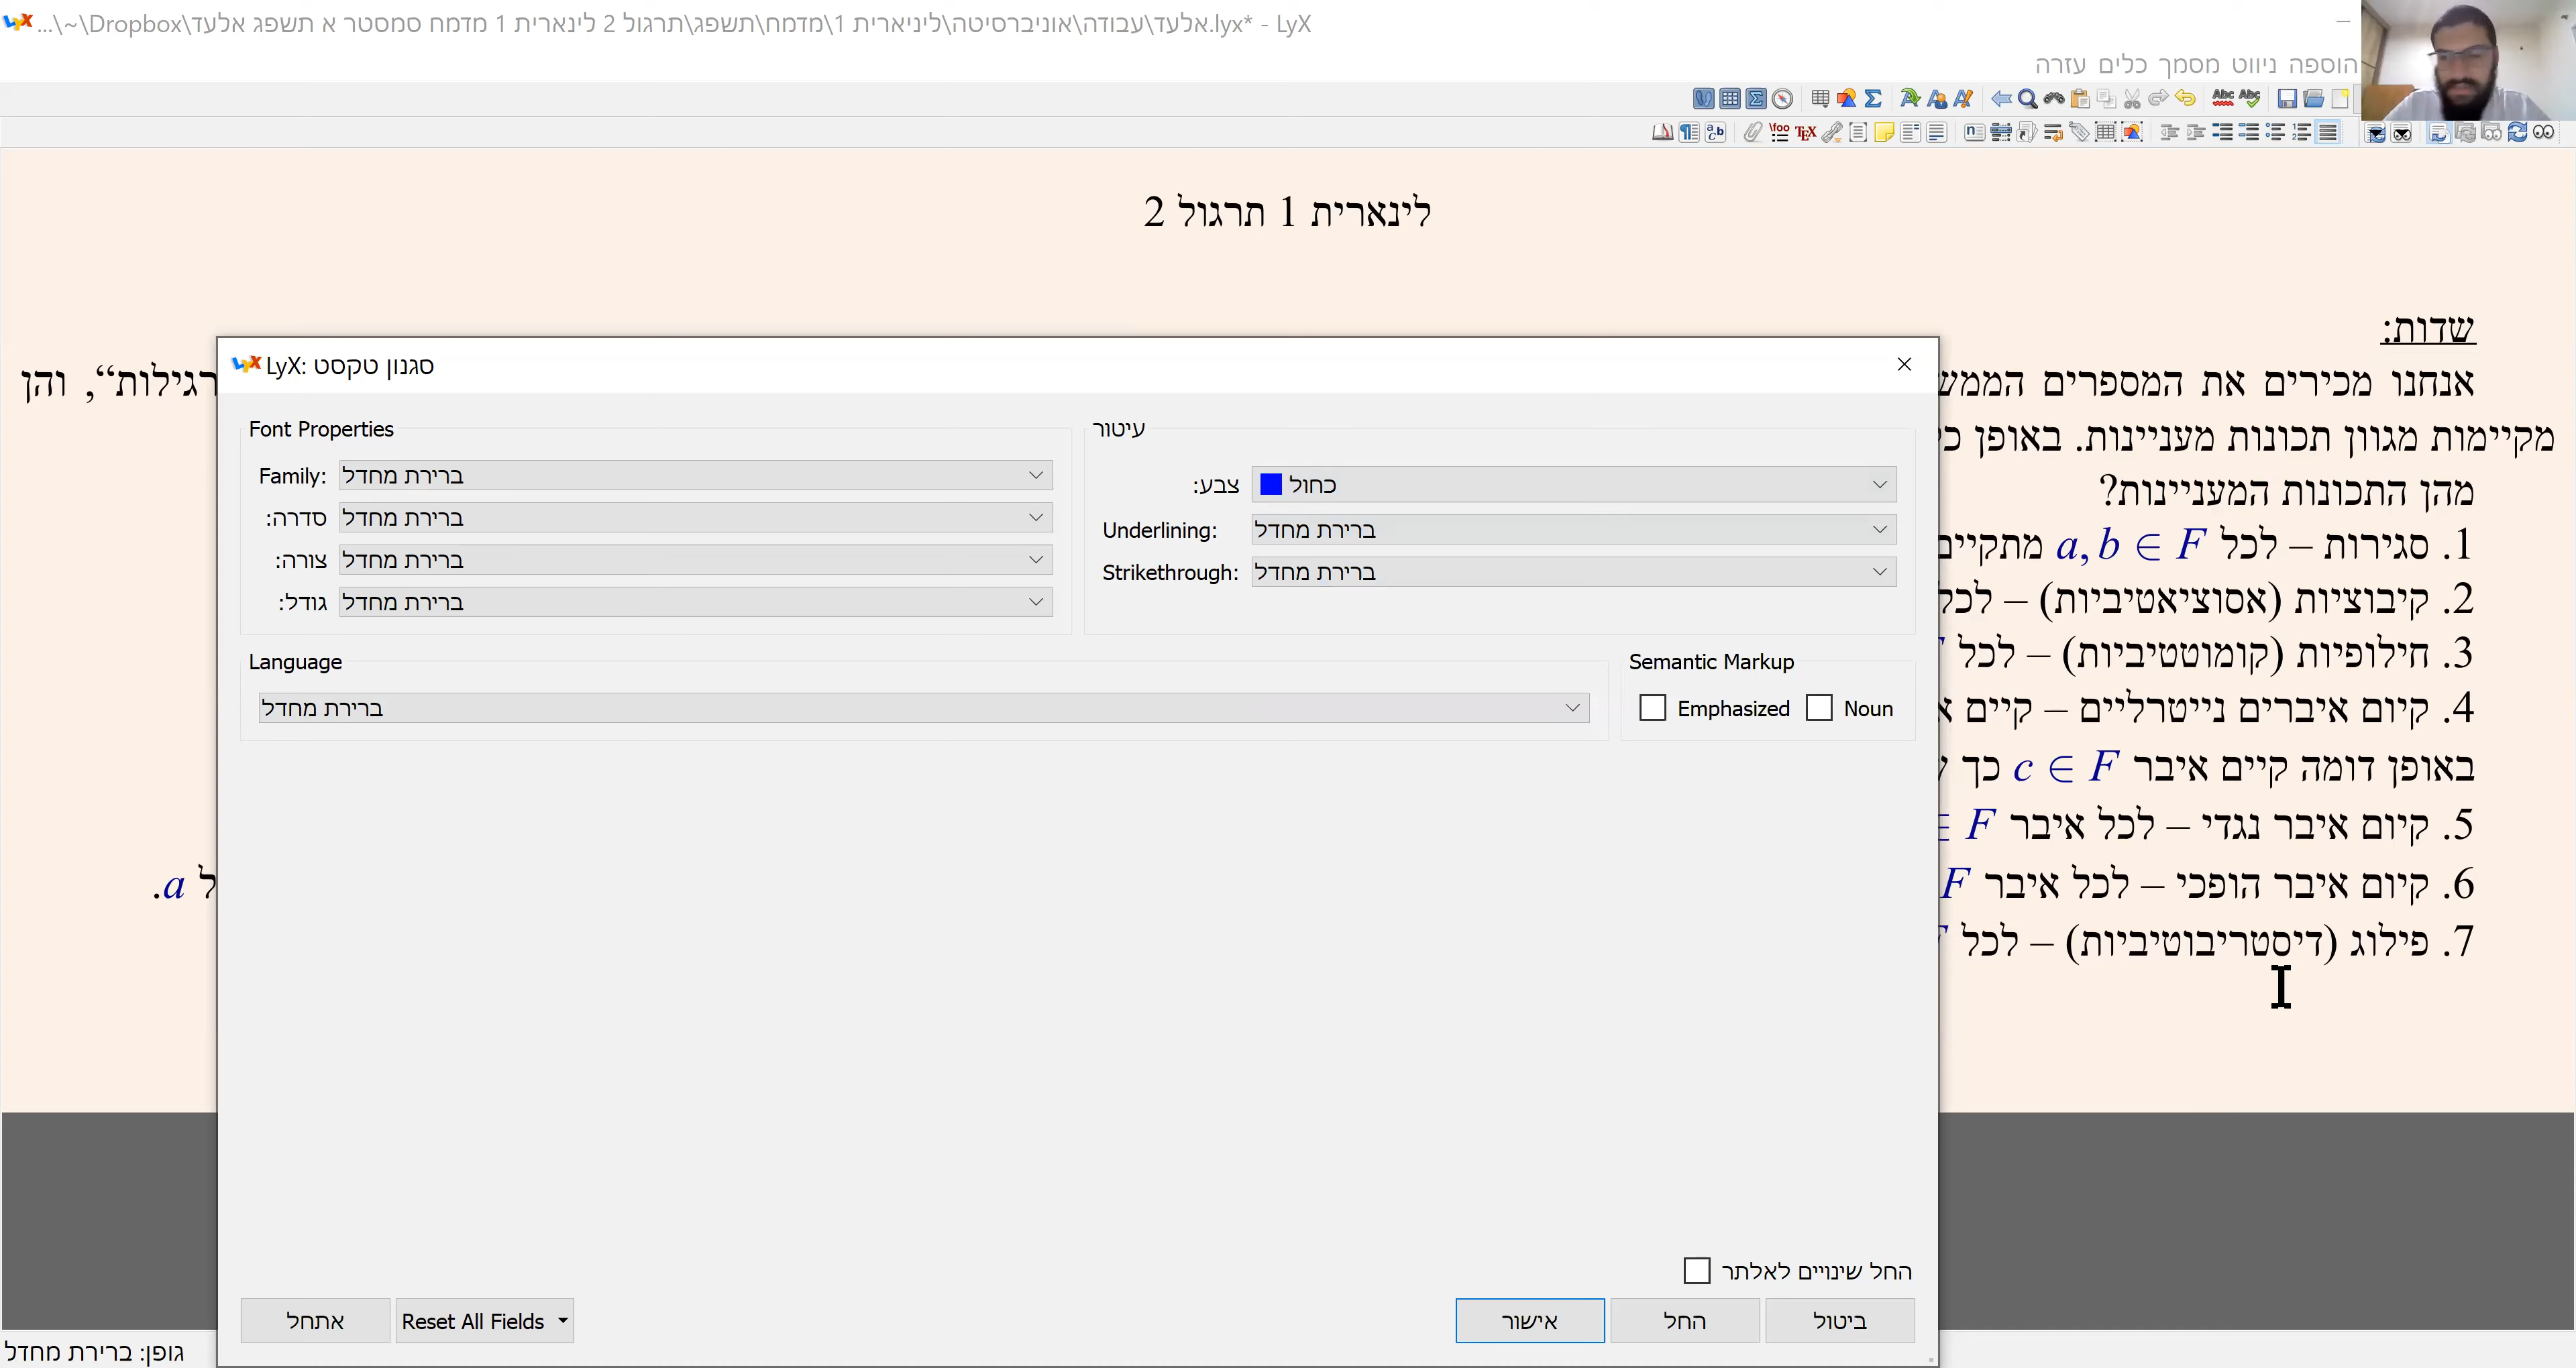 ...\~\Dropbox\אלעד\עבודה\אוניברסיטה\ליניארית 1\מדמח\תשפג\תרגול 2 לינארית 1 מדמח סמסטר א תשפג אלעד.lyx* - LyX
הוספה ניווט מסמך כלים עזרה
לינארית 1 תרגול 2
שדות:
אנחנו מכירים את המספרים
רגילות“, והן
מקיימות מגוון תכונות מעניינות. באופן
מהן התכונות המעניינות?
1. סגירות – לכל a, b ∈ F מתקיים
2. קיבוציות (אסוציאטיביות) – לכל
3. חילופיות (קומוטטיביות) – לכל
4. קיום איברים נייטרליים – קיים
באופן דומה קיים איבר c ∈ F כך
5. קיום איבר נגדי – לכל איבר ∈ F
6. קיום איבר הופכי – לכל איבר F
ל a.
7. פילוג (דיסטריבוטיביות) – לכל
LyX: סגנון טקסט
Font Properties
Family: ברירת מחדל
סדרה: ברירת מחדל
צורה: ברירת מחדל
גודל: ברירת מחדל
עיטור
צבע: כחול
Underlining: ברירת מחדל
Strikethrough: ברירת מחדל
Language
ברירת מחדל
Semantic Markup
Emphasized Noun
החל שינויים לאלתר
אתחל Reset All Fields אישור החל ביטול
גופן: ברירת מחדל